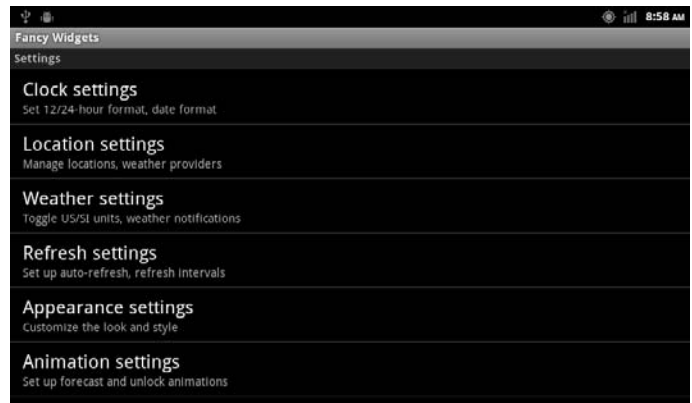 8:58 AM
Fancy Widgets
Settings
Clock settings
Set 12/24-hour format, date format
Location settings
Manage locations, weather providers
Weather settings
Toggle US/SI units, weather notifications
Refresh settings
Set up auto-refresh, refresh intervals
Appearance settings
Customize the look and style
Animation settings
Set up forecast and unlock animations